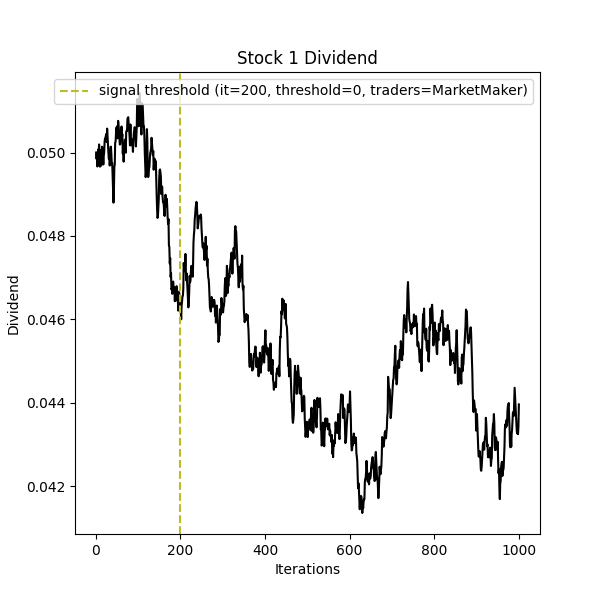 Stock 1 Dividend
signal threshold (it=200, threshold=0, traders=MarketMaker)
0.050
0.048
0.046
0.044
0.042
Dividend
0 200 400 600 800 1000
Iterations